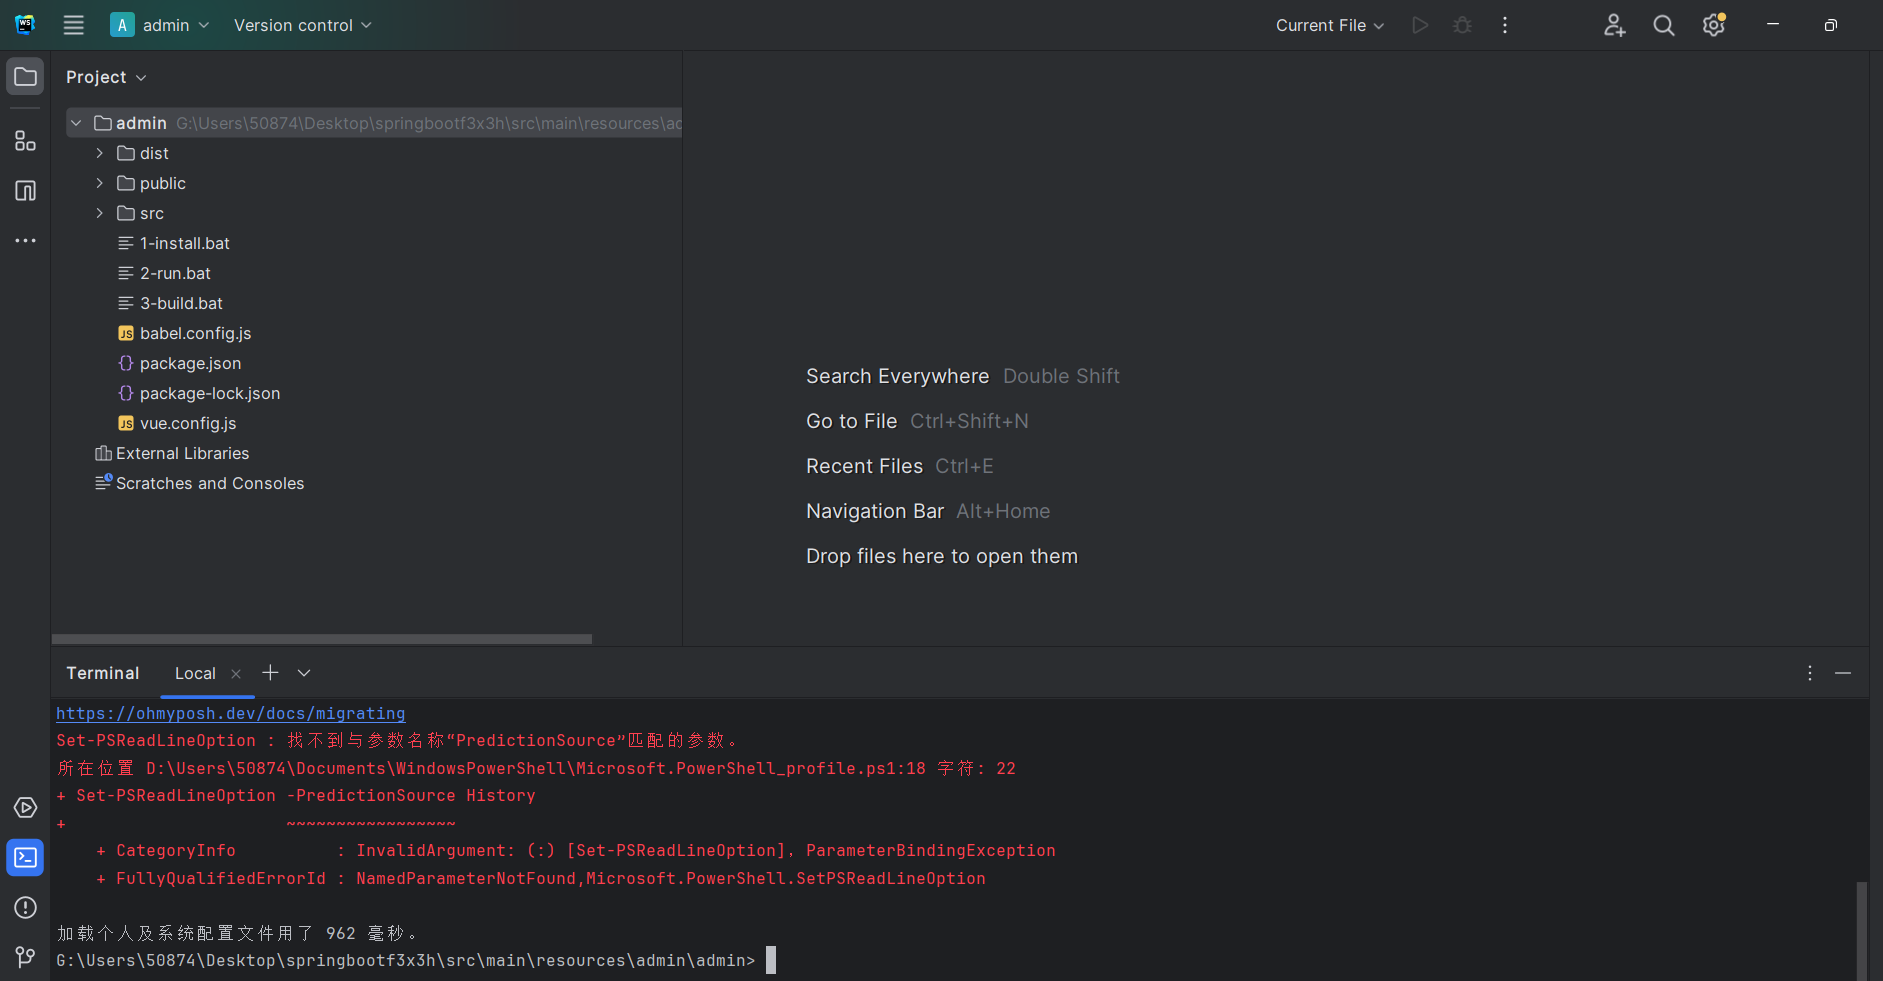 WS
A admin
Version control
Current File
Project
admin G:\Users\50874\Desktop\springbootf3x3h\src\main\resources\ad
dist
public
src
1-install.bat
2-run.bat
3-build.bat
JS babel.config.js
{} package.json
{} package-lock.json
JS vue.config.js
External Libraries
Scratches and Consoles
Search Everywhere Double Shift
Go to File Ctrl+Shift+N
Recent Files Ctrl+E
Navigation Bar Alt+Home
Drop files here to open them
Terminal
Local
https://ohmyposh.dev/docs/migrating
Set-PSReadLineOption : 找不到与参数名称“PredictionSource”匹配的参数。
所在位置 D:\Users\50874\Documents\WindowsPowerShell\Microsoft.PowerShell_profile.ps1:18 字符: 22
+ Set-PSReadLineOption -PredictionSource History
+ ~~~~~~~~~~~~~~~~~
+ CategoryInfo : InvalidArgument: (:) [Set-PSReadLineOption], ParameterBindingException
+ FullyQualifiedErrorId : NamedParameterNotFound,Microsoft.PowerShell.SetPSReadLineOption
加载个人及系统配置文件用了 962 毫秒。
G:\Users\50874\Desktop\springbootf3x3h\src\main\resources\admin\admin>